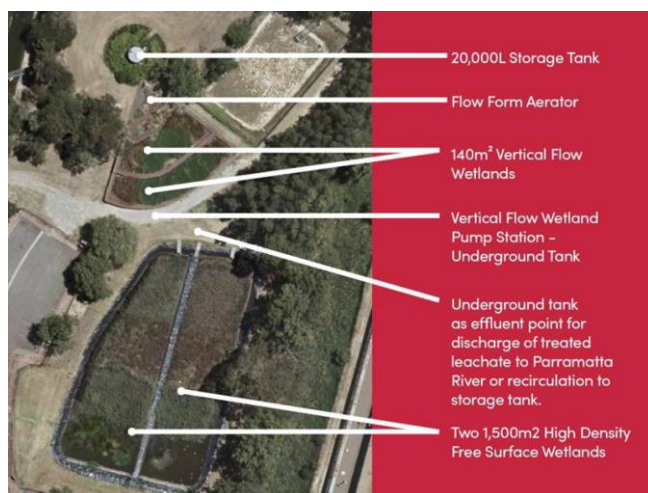 20,000L Storage Tank
Flow Form Aerator
140m² Vertical Flow
Wetlands
Vertical Flow Wetland
Pump Station –
Underground Tank
Underground tank
as effluent point for
discharge of treated
leachate to Parramatta
River or recirculation to
storage tank.
Two 1,500m2 High Density
Free Surface Wetlands